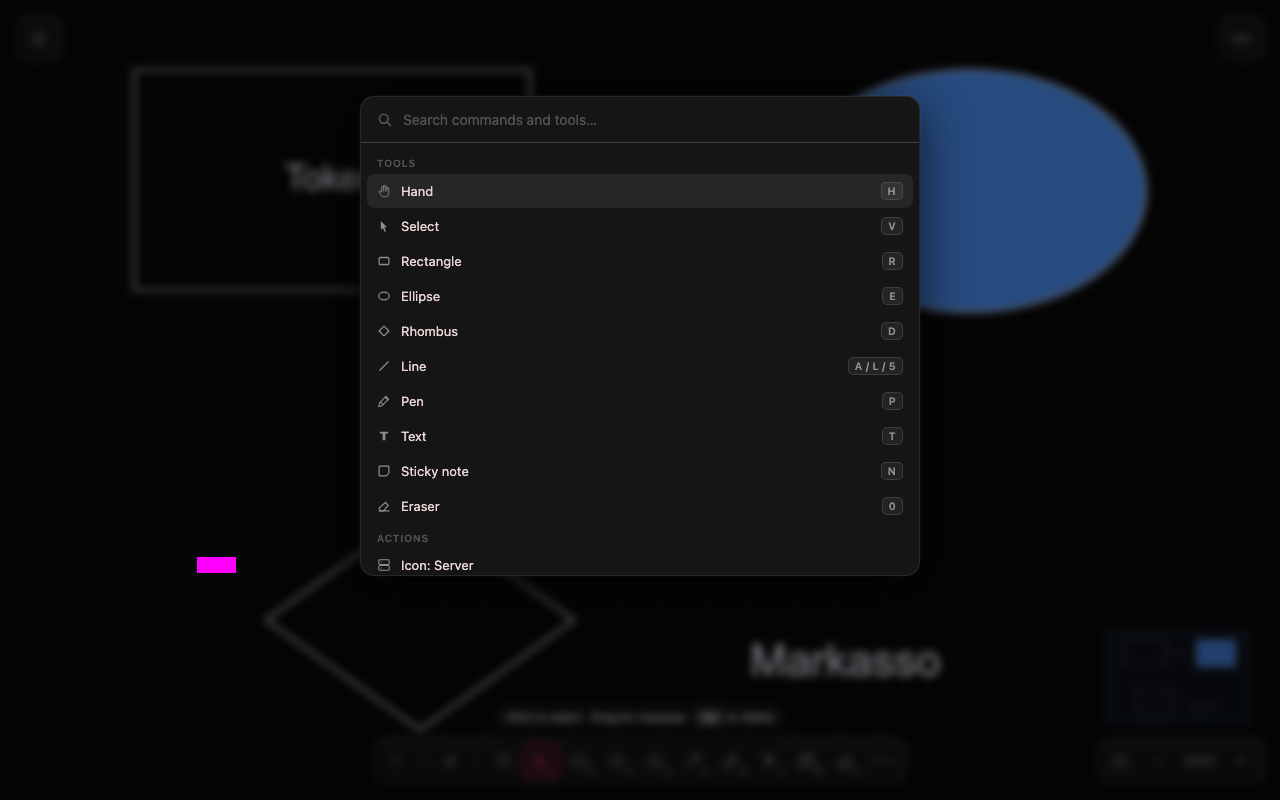 Search commands and tools...
TOOLS
Hand H
Select V
Rectangle R
Ellipse E
Rhombus D
Line A / L / 5
Pen P
Text T
Sticky note N
Eraser 0
ACTIONS
Icon: Server
Markasso